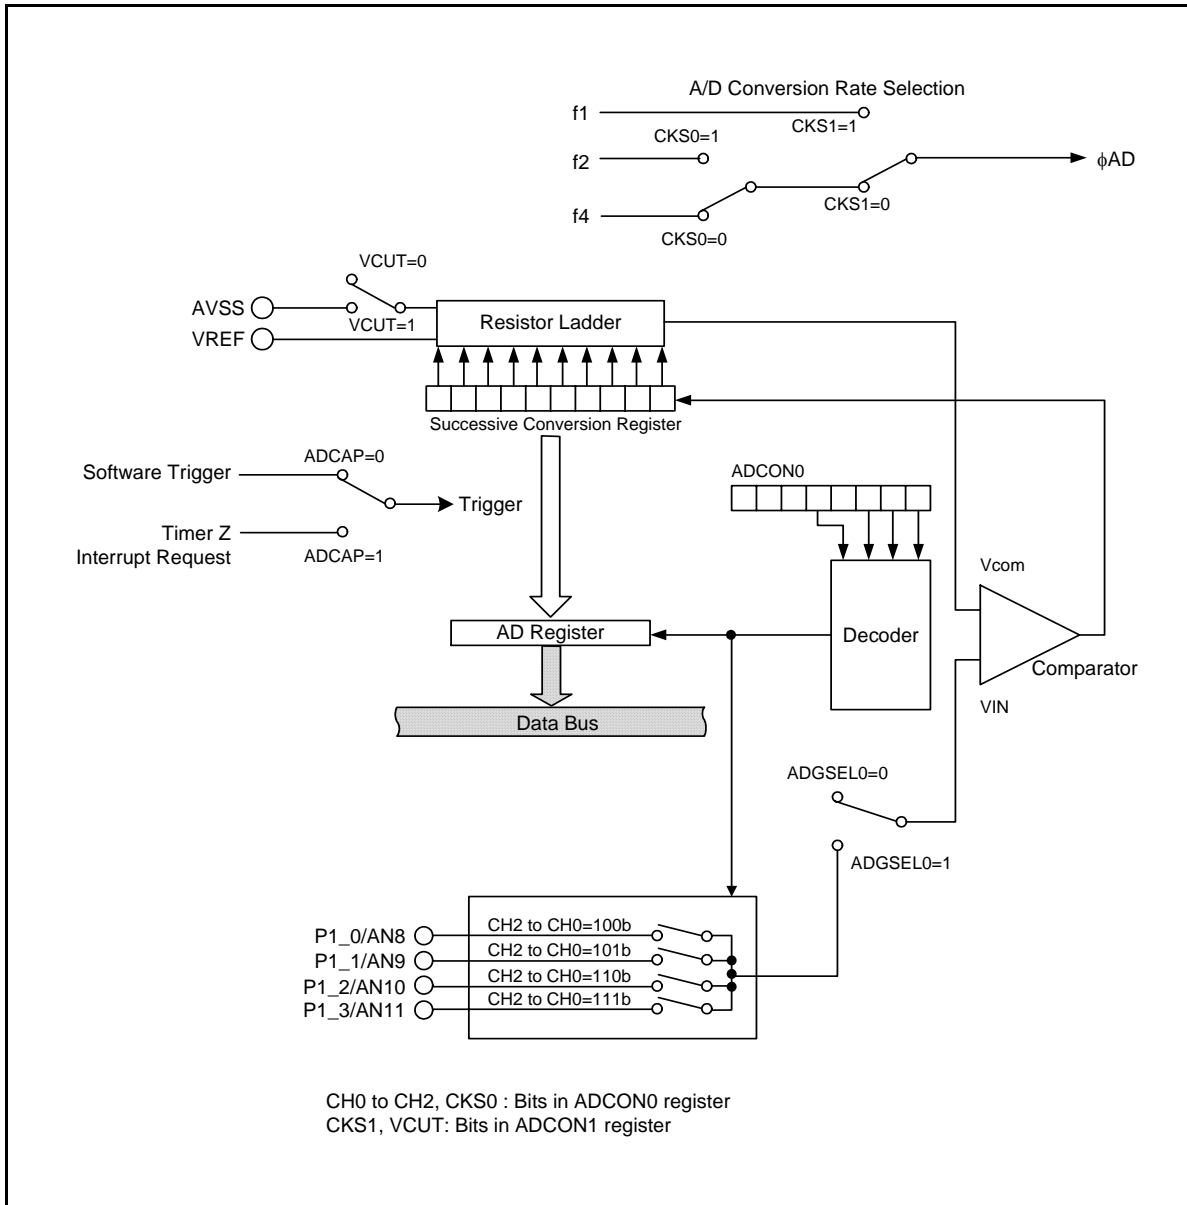 A/D Conversion Rate Selection
f1
CKS1=1
CKS0=1
f2
ϕAD
CKS1=0
f4
CKS0=0
VCUT=0
AVSS
VCUT=1
VREF
Resistor Ladder
Successive Conversion Register
Software Trigger
ADCAP=0
Trigger
Timer Z
Interrupt Request
ADCAP=1
ADCON0
Vcom
Decoder
Comparator
VIN
AD Register
Data Bus
ADGSEL0=0
ADGSEL0=1
P1_0/AN8
CH2 to CH0=100b
P1_1/AN9
CH2 to CH0=101b
P1_2/AN10
CH2 to CH0=110b
P1_3/AN11
CH2 to CH0=111b
CH0 to CH2, CKS0 : Bits in ADCON0 register
CKS1, VCUT: Bits in ADCON1 register